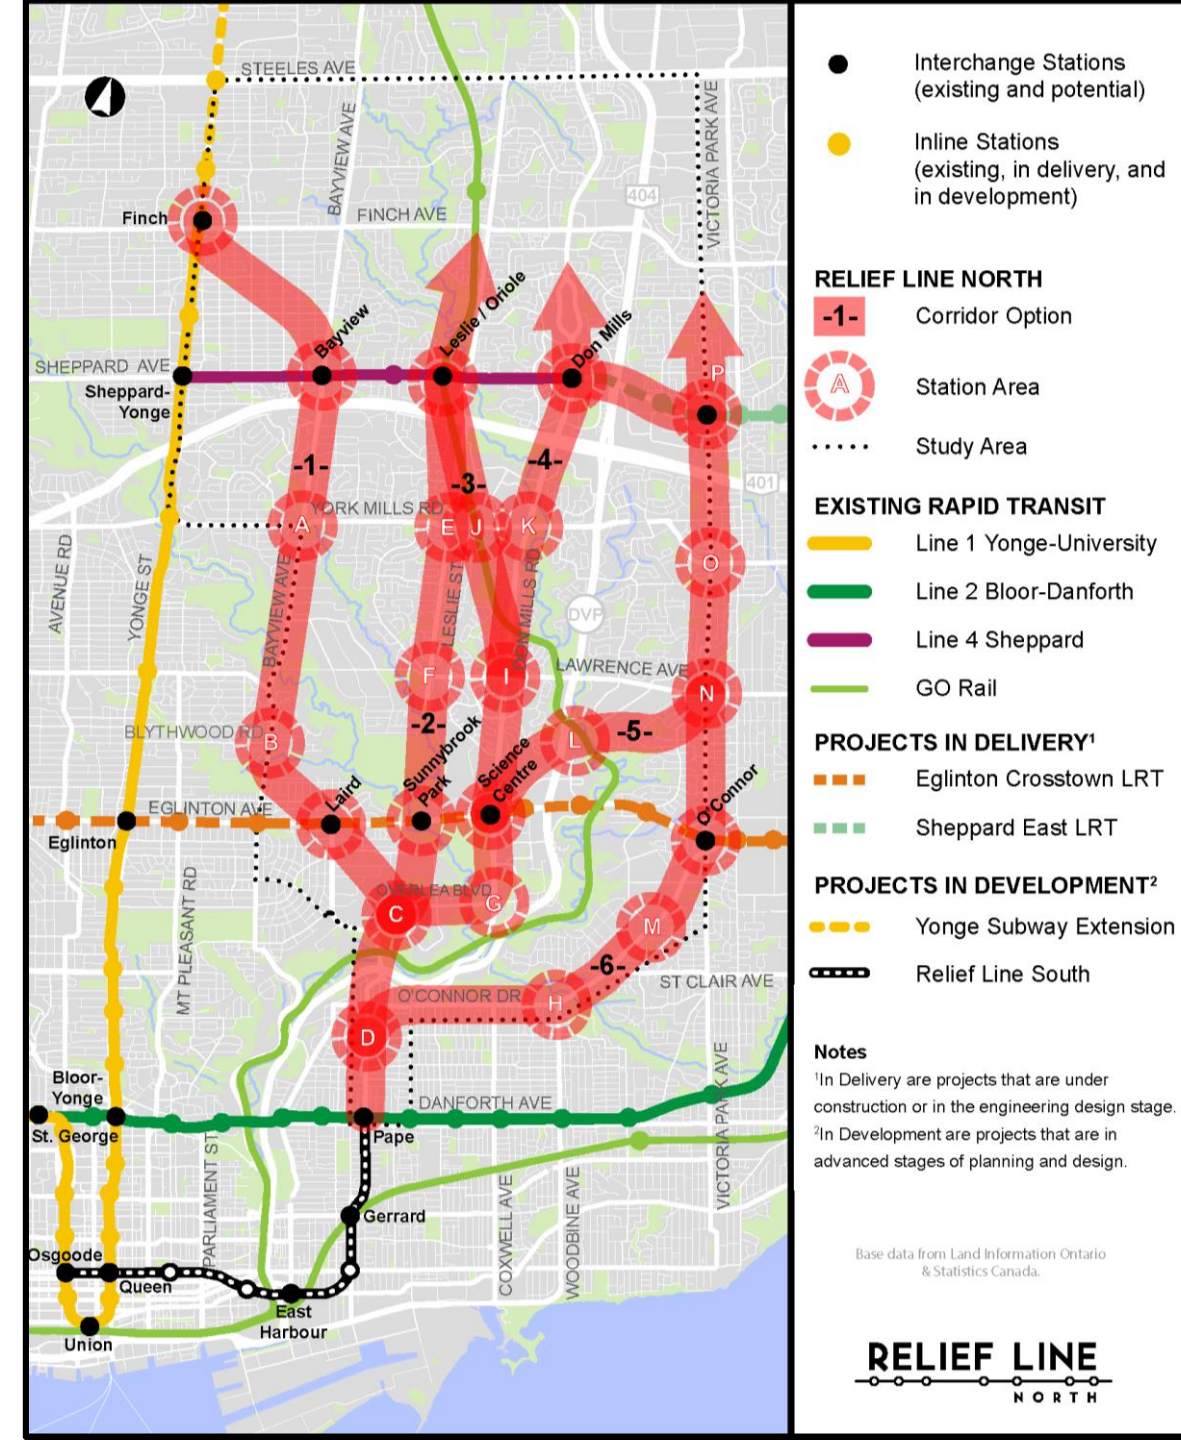 STEELES AVE
BAYVIEW AVE
VICTORIA PARK AVE
404
Finch
FINCH AVE
Bayview
Leslie / Oriole
Don Mills
SHEPPARD AVE
Sheppard-
Yonge
P
-1-
-3-
-4-
401
YORK MILLS RD
A
E
J
K
AVENUE RD
YONGE ST
BAYVIEW AVE
LESLIE ST
DON MILLS RD
O
DVP
LAWRENCE AVE
F
I
N
BLYTHWOOD RD
B
-2-
L
-5-
Sunnybrook
Park
Science
Centre
Laird
O'Connor
EGLINTON AVE
Eglinton
MT PLEASANT RD
OVERLEA BLVD
C
G
M
-6-
ST CLAIR AVE
O'CONNOR DR
H
D
Bloor-
Yonge
St. George
DANFORTH AVE
Pape
VICTORIA PARK AVE
PARLIAMENT ST
COXWELL AVE
WOODBINE AVE
Gerrard
Osgoode
Queen
East
Harbour
Union
Interchange Stations
(existing and potential)
Inline Stations
(existing, in delivery, and
in development)
RELIEF LINE NORTH
-1- Corridor Option
A Station Area
Study Area
EXISTING RAPID TRANSIT
Line 1 Yonge-University
Line 2 Bloor-Danforth
Line 4 Sheppard
GO Rail
PROJECTS IN DELIVERY¹
Eglinton Crosstown LRT
Sheppard East LRT
PROJECTS IN DEVELOPMENT²
Yonge Subway Extension
Relief Line South
Notes
¹In Delivery are projects that are under
construction or in the engineering design stage.
²In Development are projects that are in
advanced stages of planning and design.
Base data from Land Information Ontario
& Statistics Canada.
RELIEF LINE
NORTH